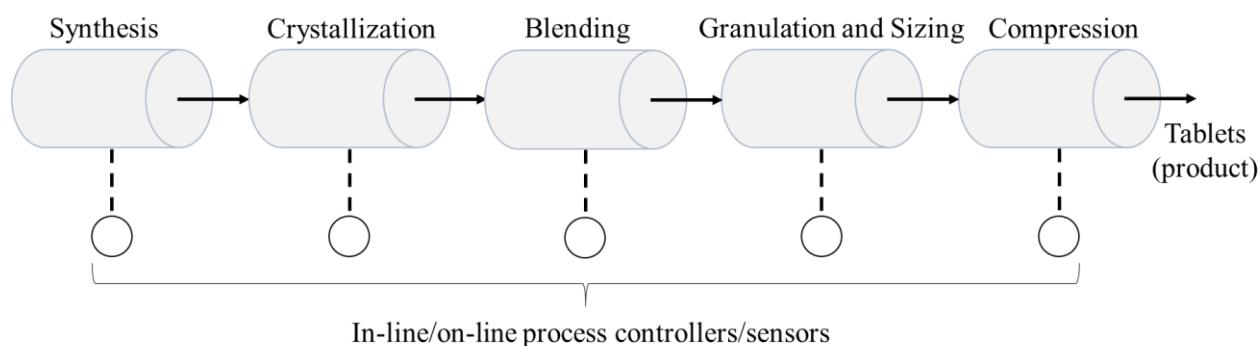 Synthesis
Crystallization
Blending
Granulation and Sizing
Compression
Tablets
(product)
In-line/on-line process controllers/sensors